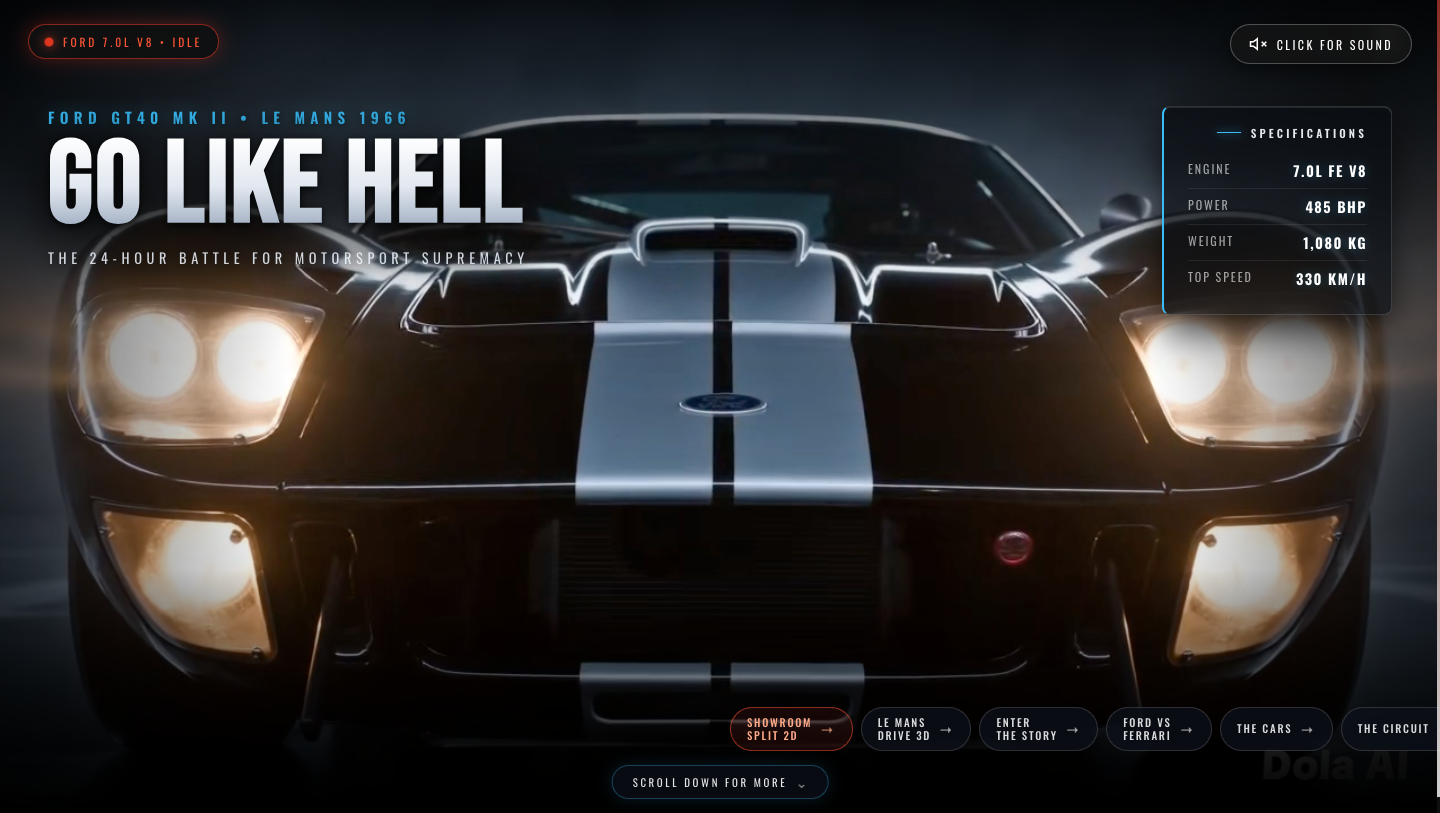 FORD 7.0L V8 • IDLE
CLICK FOR SOUND
FORD GT40 MK II • LE MANS 1966
GO LIKE HELL
THE 24-HOUR BATTLE FOR MOTORSPORT SUPREMACY
SPECIFICATIONS
ENGINE 7.0L FE V8
POWER 485 BHP
WEIGHT 1,080 KG
TOP SPEED 330 KM/H
Ford
SHOWROOM
SPLIT 2D →
LE MANS
DRIVE 3D →
ENTER
THE STORY →
FORD VS
FERRARI →
THE CARS →
THE CIRCUIT
Dola AI
SCROLL DOWN FOR MORE ⌄